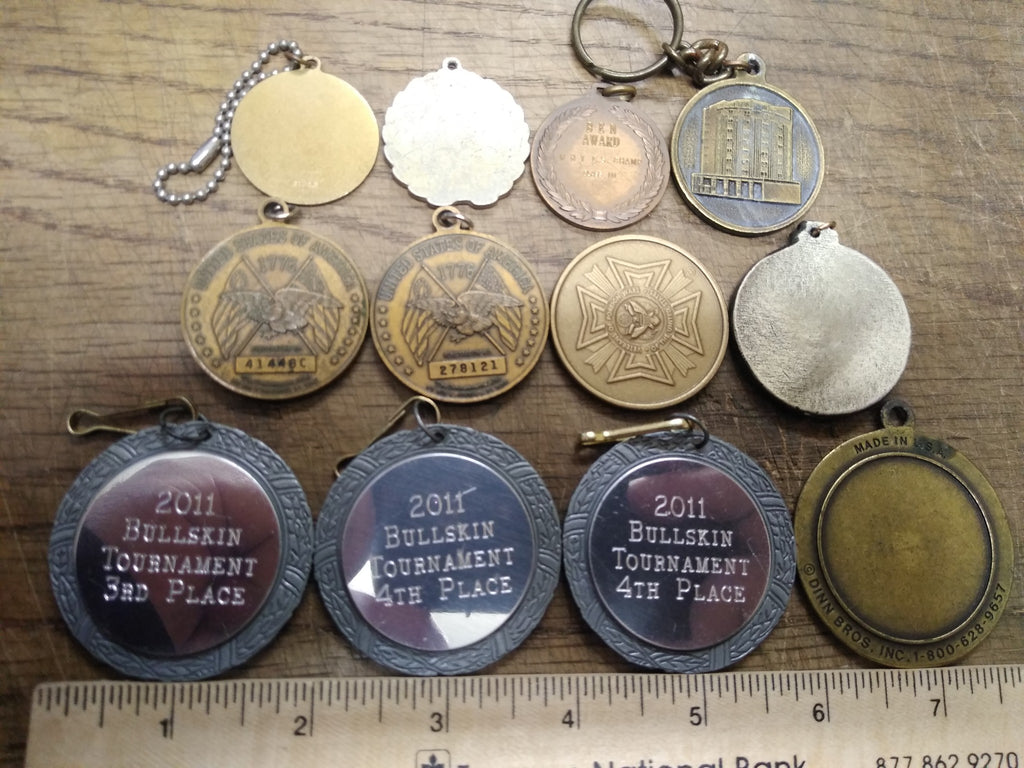 AWARD
UNITED STATES OF AMERICA
1776
UNITED STATES OF AMERICA
1776
278121
MADE IN U.S.A.
© DINN BROS. INC. 1-800-628-9657
2011
BULLSKIN
TOURNAMENT
3RD PLACE
2011
BULLSKIN
TOURNAMENT
4TH PLACE
2011
BULLSKIN
TOURNAMENT
4TH PLACE
1 2 3 4 5 6 7
National Bank 877.862.9270